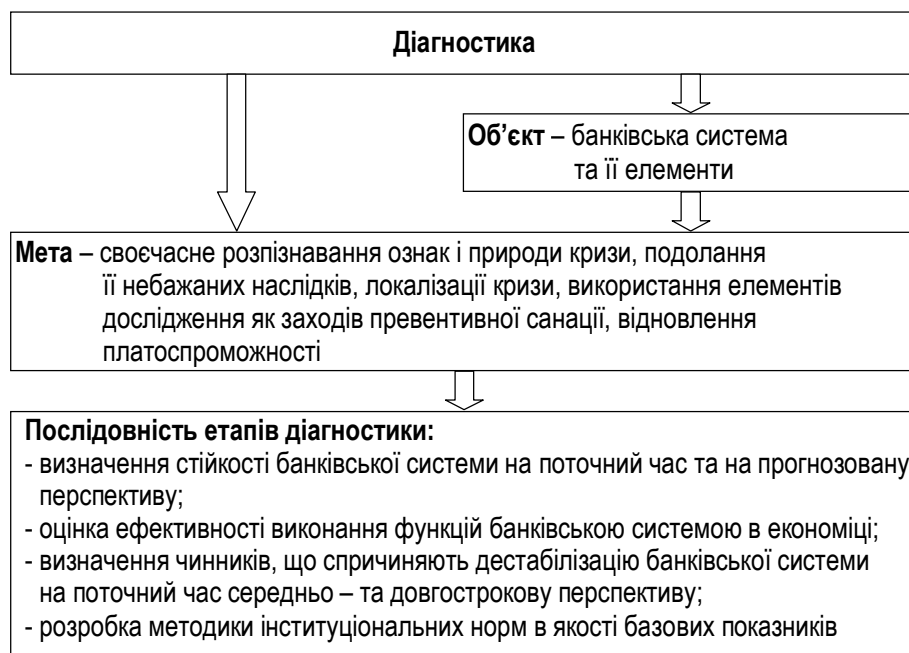 Діагностика
Об’єкт – банківська система
та її елементи
Мета – своєчасне розпізнавання ознак і природи кризи, подолання
її небажаних наслідків, локалізації кризи, використання елементів
дослідження як заходів превентивної санації, відновлення
платоспроможності
Послідовність етапів діагностики:
- визначення стійкості банківської системи на поточний час та на прогнозовану
перспективу;
- оцінка ефективності виконання функцій банківською системою в економіці;
- визначення чинників, що спричиняють дестабілізацію банківської системи
на поточний час середньо – та довгострокову перспективу;
- розробка методики інституціональних норм в якості базових показників